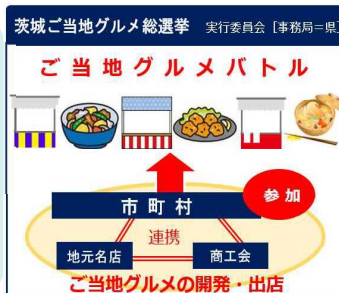 茨城ご当地グルメ総選挙 実行委員会［事務局＝県］
ご当地グルメバトル
参加
市町村
連携
地元名店 商工会
ご当地グルメの開発・出店